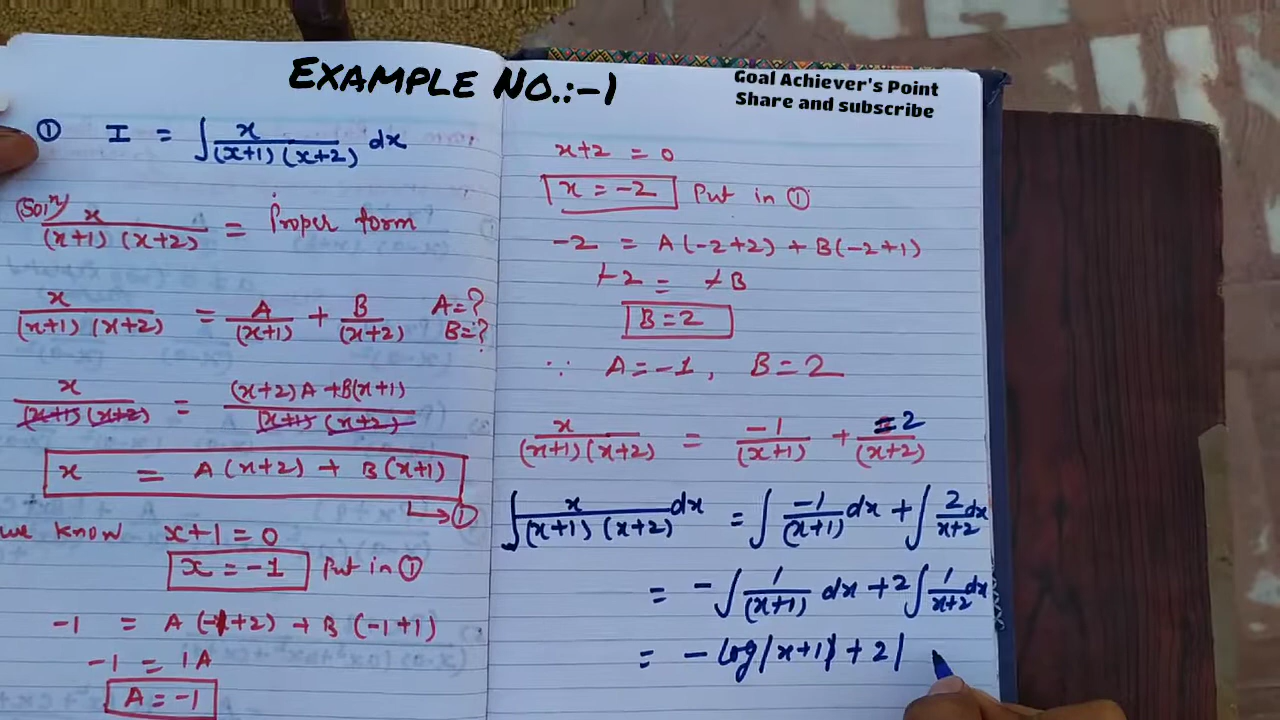 EXAMPLE NO.:-1
Goal Achiever's Point
Share and subscribe
① I = ∫ x/((x+1)(x+2)) dx
(Solⁿ) x/((x+1)(x+2)) = Proper form
x/((x+1)(x+2)) = A/(x+1) + B/(x+2) A=? B=?
x/((x+1)(x+2)) = ((x+2)A + B(x+1))/((x+1)(x+2))
x = A(x+2) + B(x+1)
→①
we know x+1 = 0
x = -1 Put in ①
-1 = A(-1+2) + B(-1+1)
-1 = 1A
A = -1
x+2 = 0
x = -2 Put in ①
-2 = A(-2+2) + B(-2+1)
-2 = -B
B = 2
∵ A = -1, B = 2
x/((x+1)(x+2)) = -1/(x+1) + 2/(x+2)
∫ x/((x+1)(x+2)) dx = ∫ -1/(x+1) dx + ∫ 2/(x+2) dx
= -∫ 1/(x+1) dx + 2∫ 1/(x+2) dx
= - log|x+1| + 2|